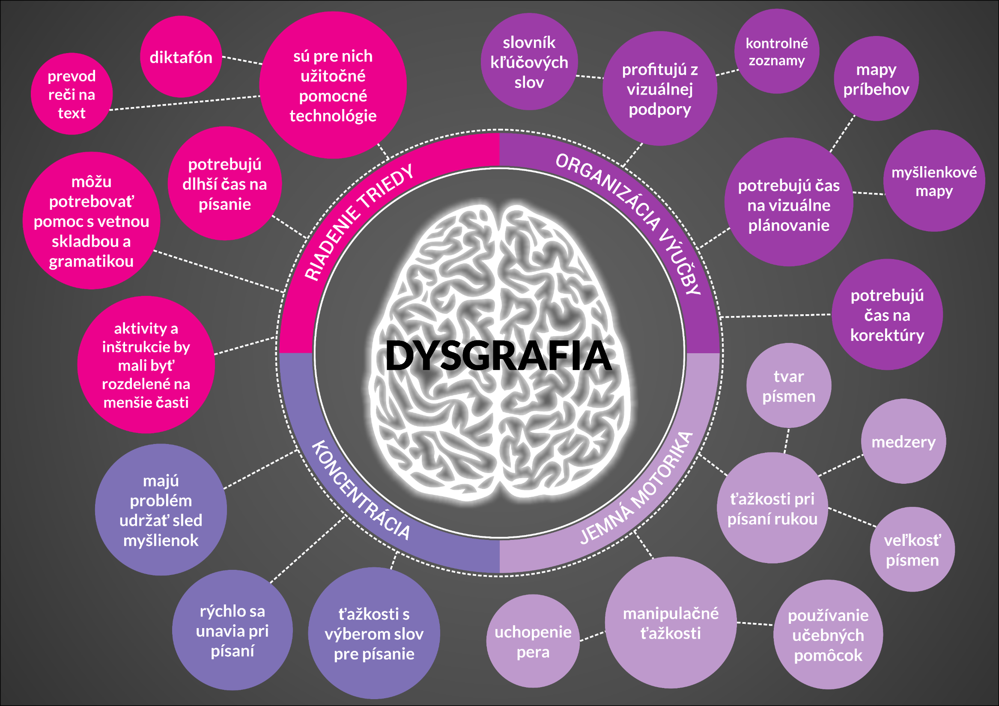 diktafón
prevod
reči na
text
sú pre nich
užitočné
pomocné
technológie
potrebujú
dlhší čas na
písanie
môžu
potrebovať
pomoc s vetnou
skladbou a
gramatikou
aktivity a
inštrukcie by
mali byť
rozdelené na
menšie časti
RIADENIE TRIEDY
slovník
kľúčových
slov
profitujú z
vizuálnej
podpory
kontrolné
zoznamy
mapy
príbehov
myšlienkové
mapy
potrebujú čas
na vizuálne
plánovanie
potrebujú
čas na
korektúry
ORGANIZÁCIA VÝUČBY
DYSGRAFIA
KONCENTRÁCIA
majú
problém
udržať sled
myšlienok
rýchlo sa
unavia pri
písaní
ťažkosti s
výberom slov
pre písanie
JEMNÁ MOTORIKA
tvar
písmen
medzery
ťažkosti pri
písaní rukou
veľkosť
písmen
manipulačné
ťažkosti
uchopenie
pera
používanie
učebných
pomôcok